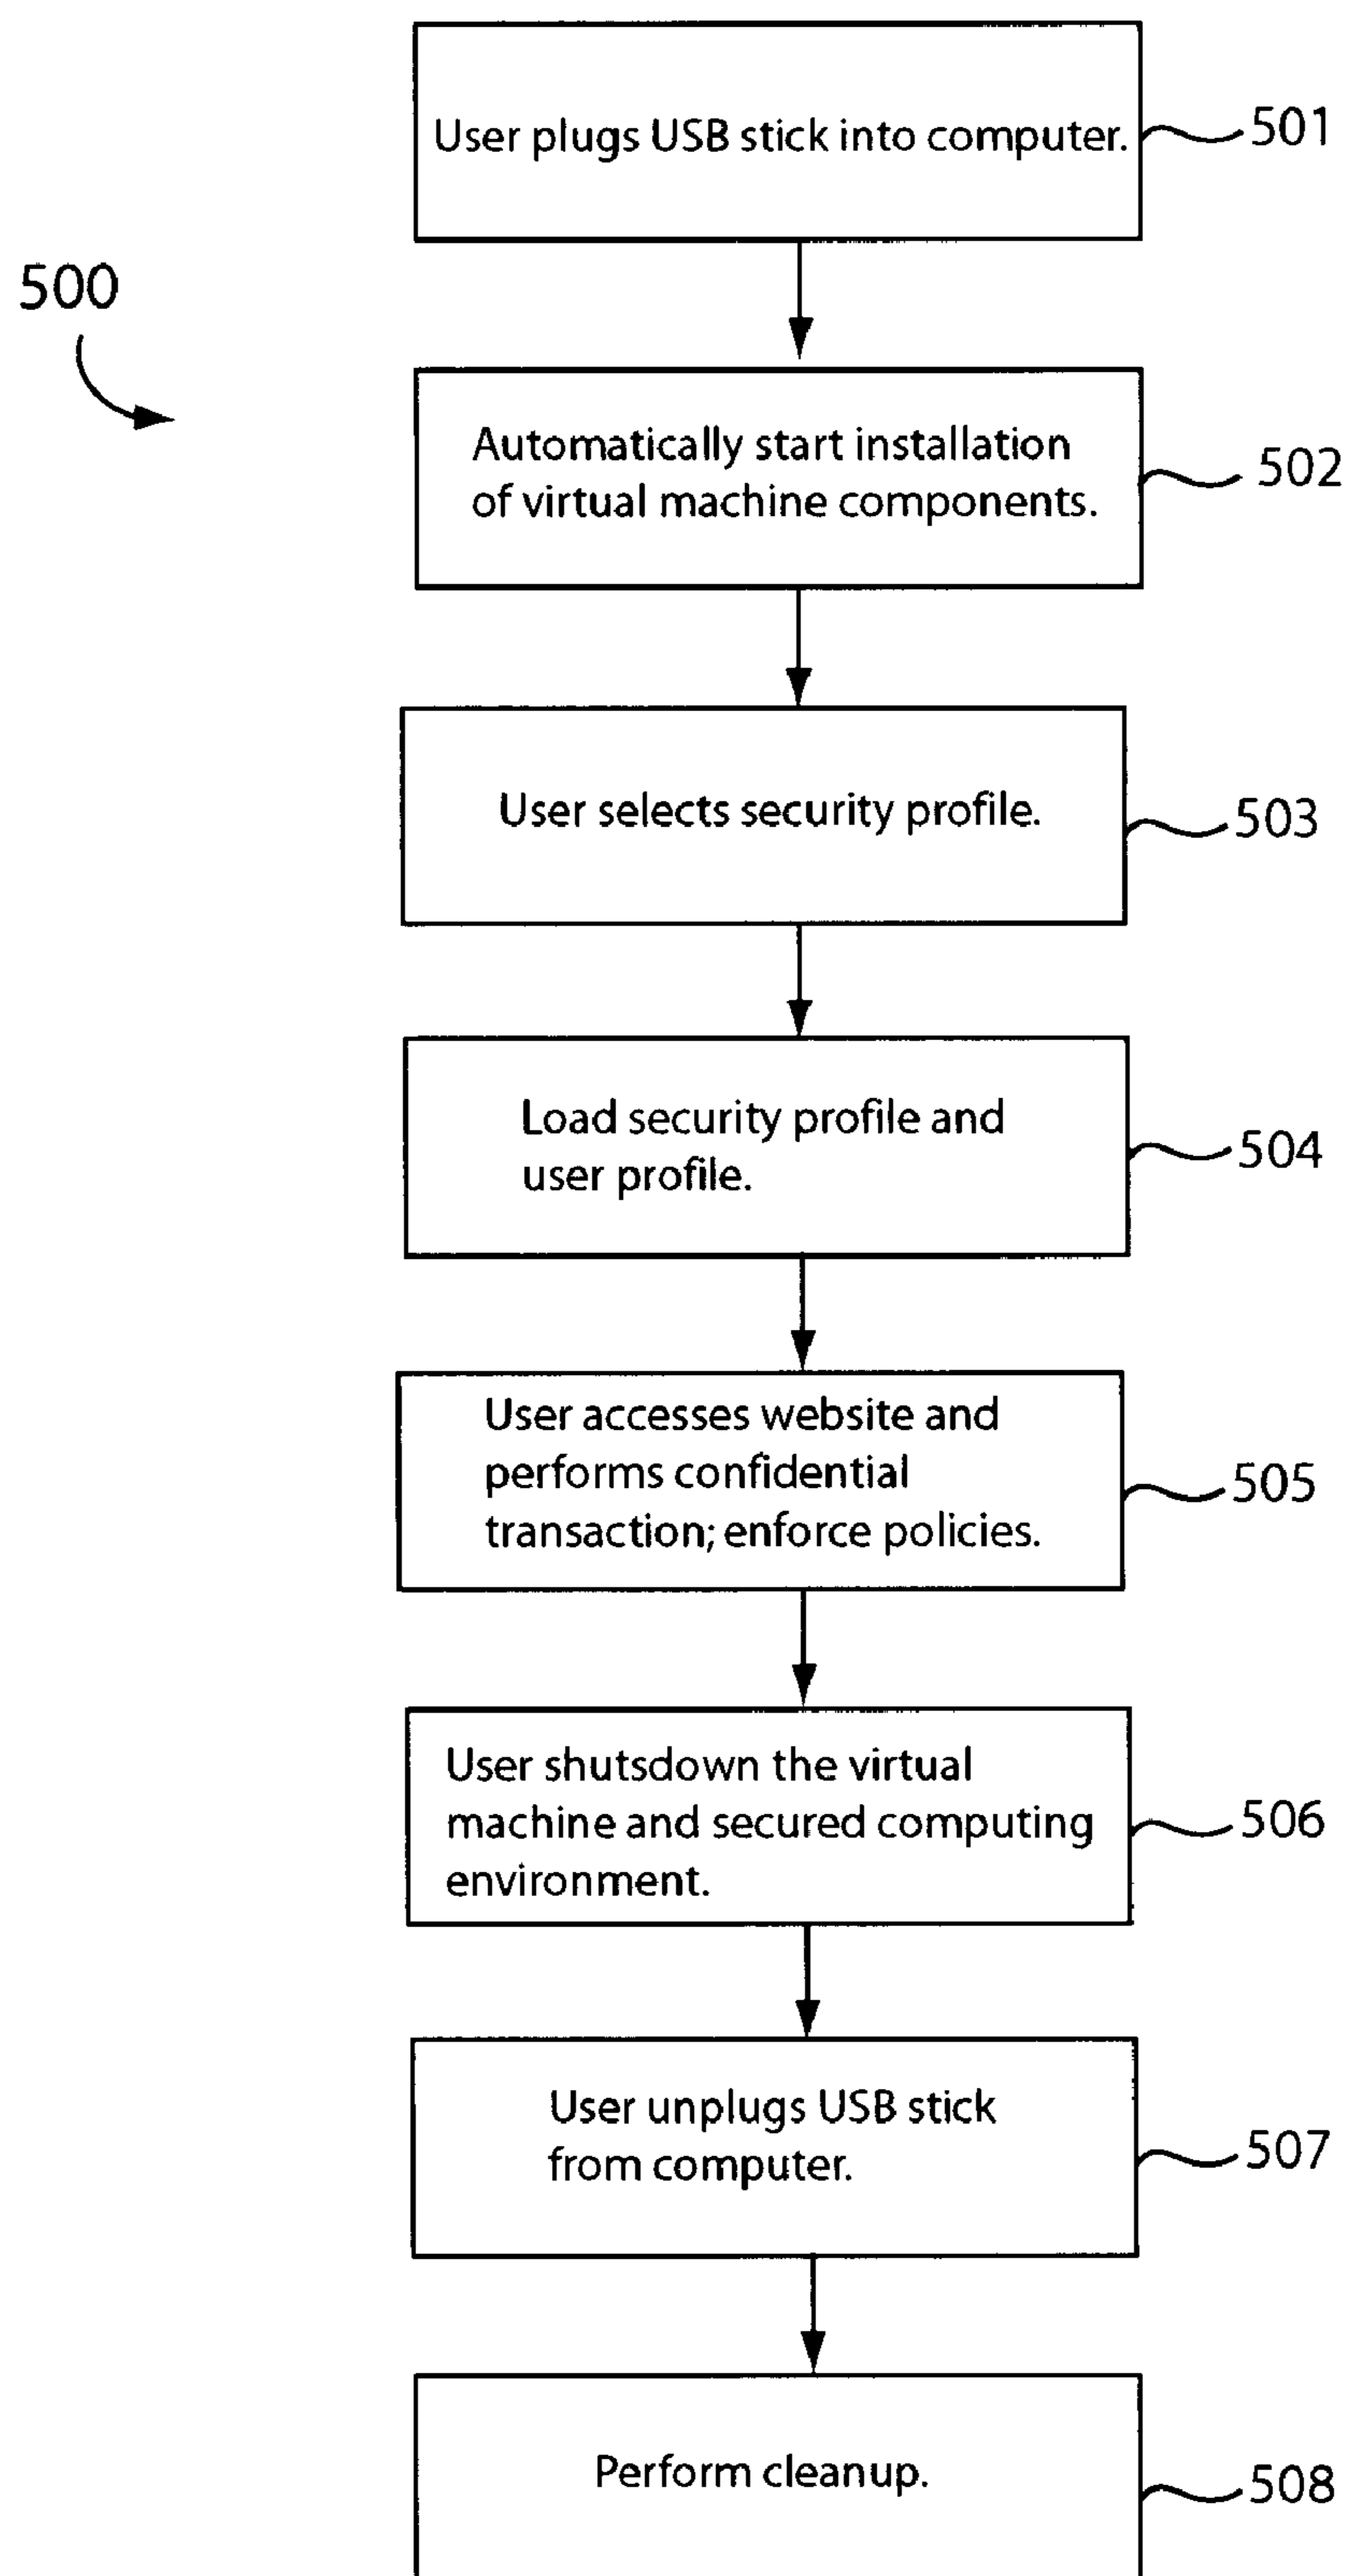 User plugs USB stick into computer.
501
500
Automatically start installation
of virtual machine components.
502
User selects security profile.
503
Load security profile and
user profile.
504
User accesses website and
performs confidential
transaction; enforce policies.
505
User shutsdown the virtual
machine and secured computing
environment.
506
User unplugs USB stick
from computer.
507
Perform cleanup.
508